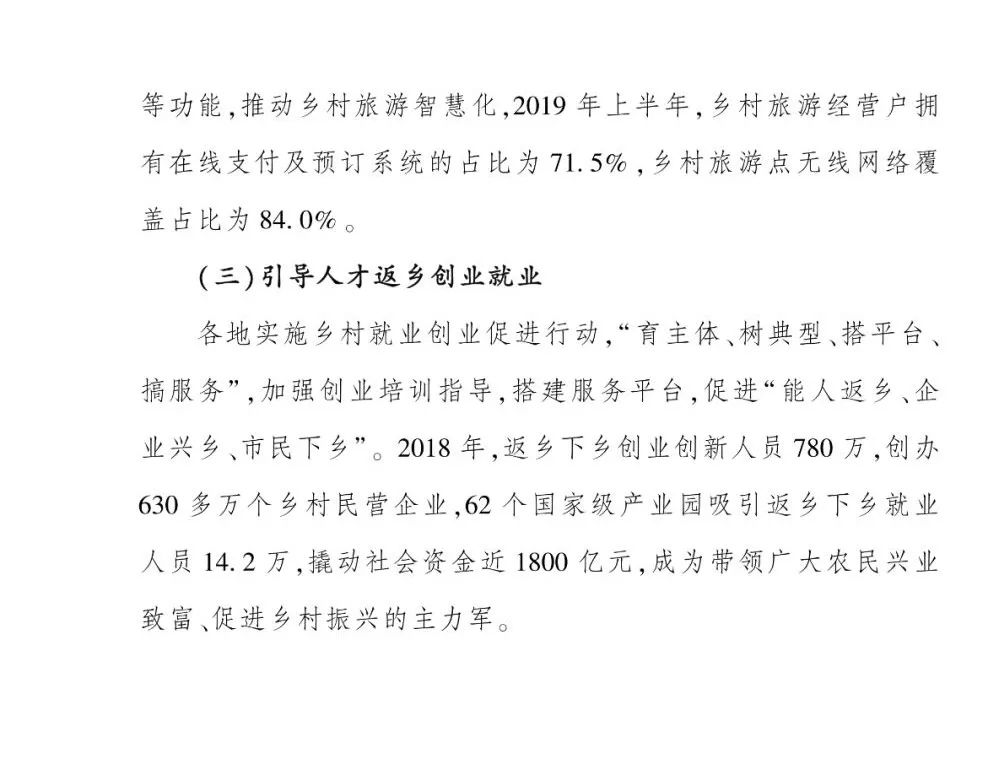 等功能,推动乡村旅游智慧化,2019 年上半年,乡村旅游经营户拥
有在线支付及预订系统的占比为 71.5%,乡村旅游点无线网络覆
盖占比为 84.0%。
(三)引导人才返乡创业就业
各地实施乡村就业创业促进行动,“育主体、树典型、搭平台、
搞服务”,加强创业培训指导,搭建服务平台,促进“能人返乡、企
业兴乡、市民下乡”。2018 年,返乡下乡创业创新人员 780 万,创办
630 多万个乡村民营企业,62 个国家级产业园吸引返乡下乡就业
人员 14.2 万,撬动社会资金近 1800 亿元,成为带领广大农民兴业
致富、促进乡村振兴的主力军。